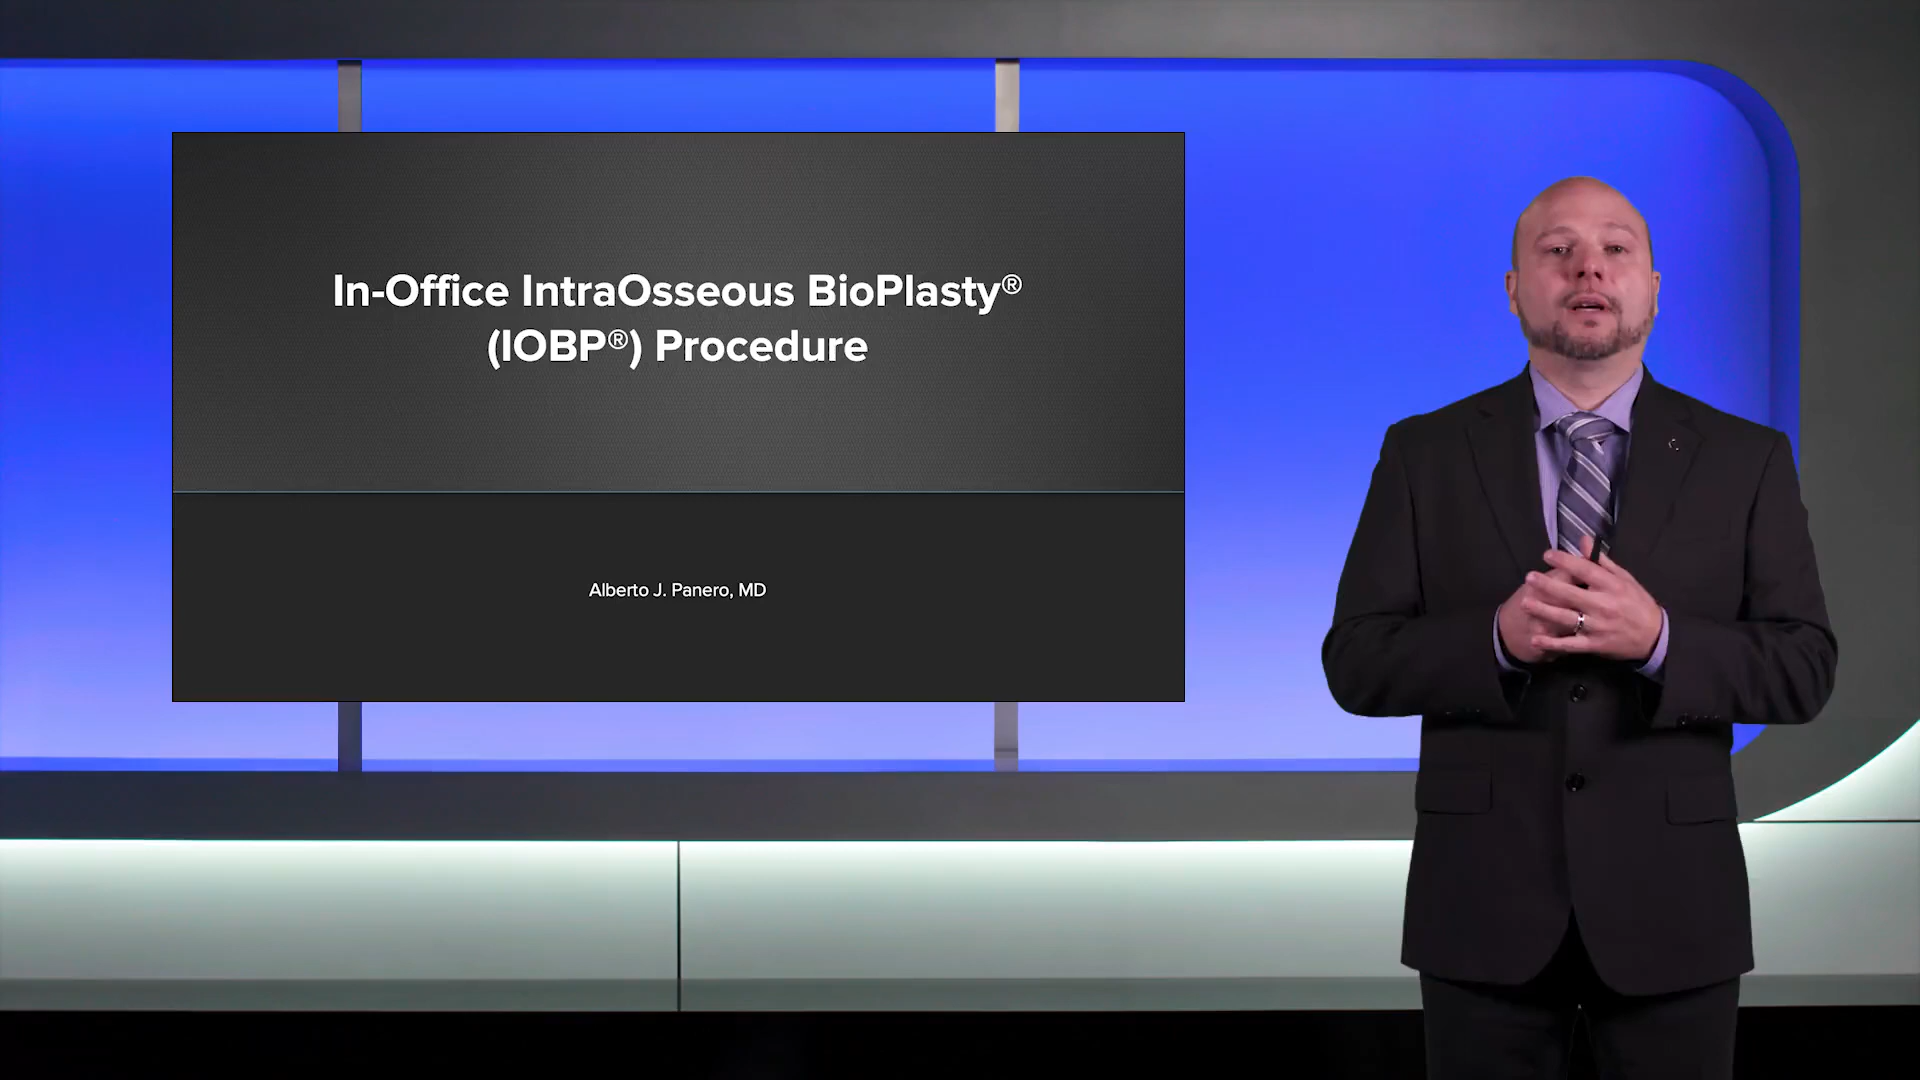 In-Office IntraOsseous BioPlasty®
(IOBP®) Procedure
Alberto J. Panero, MD